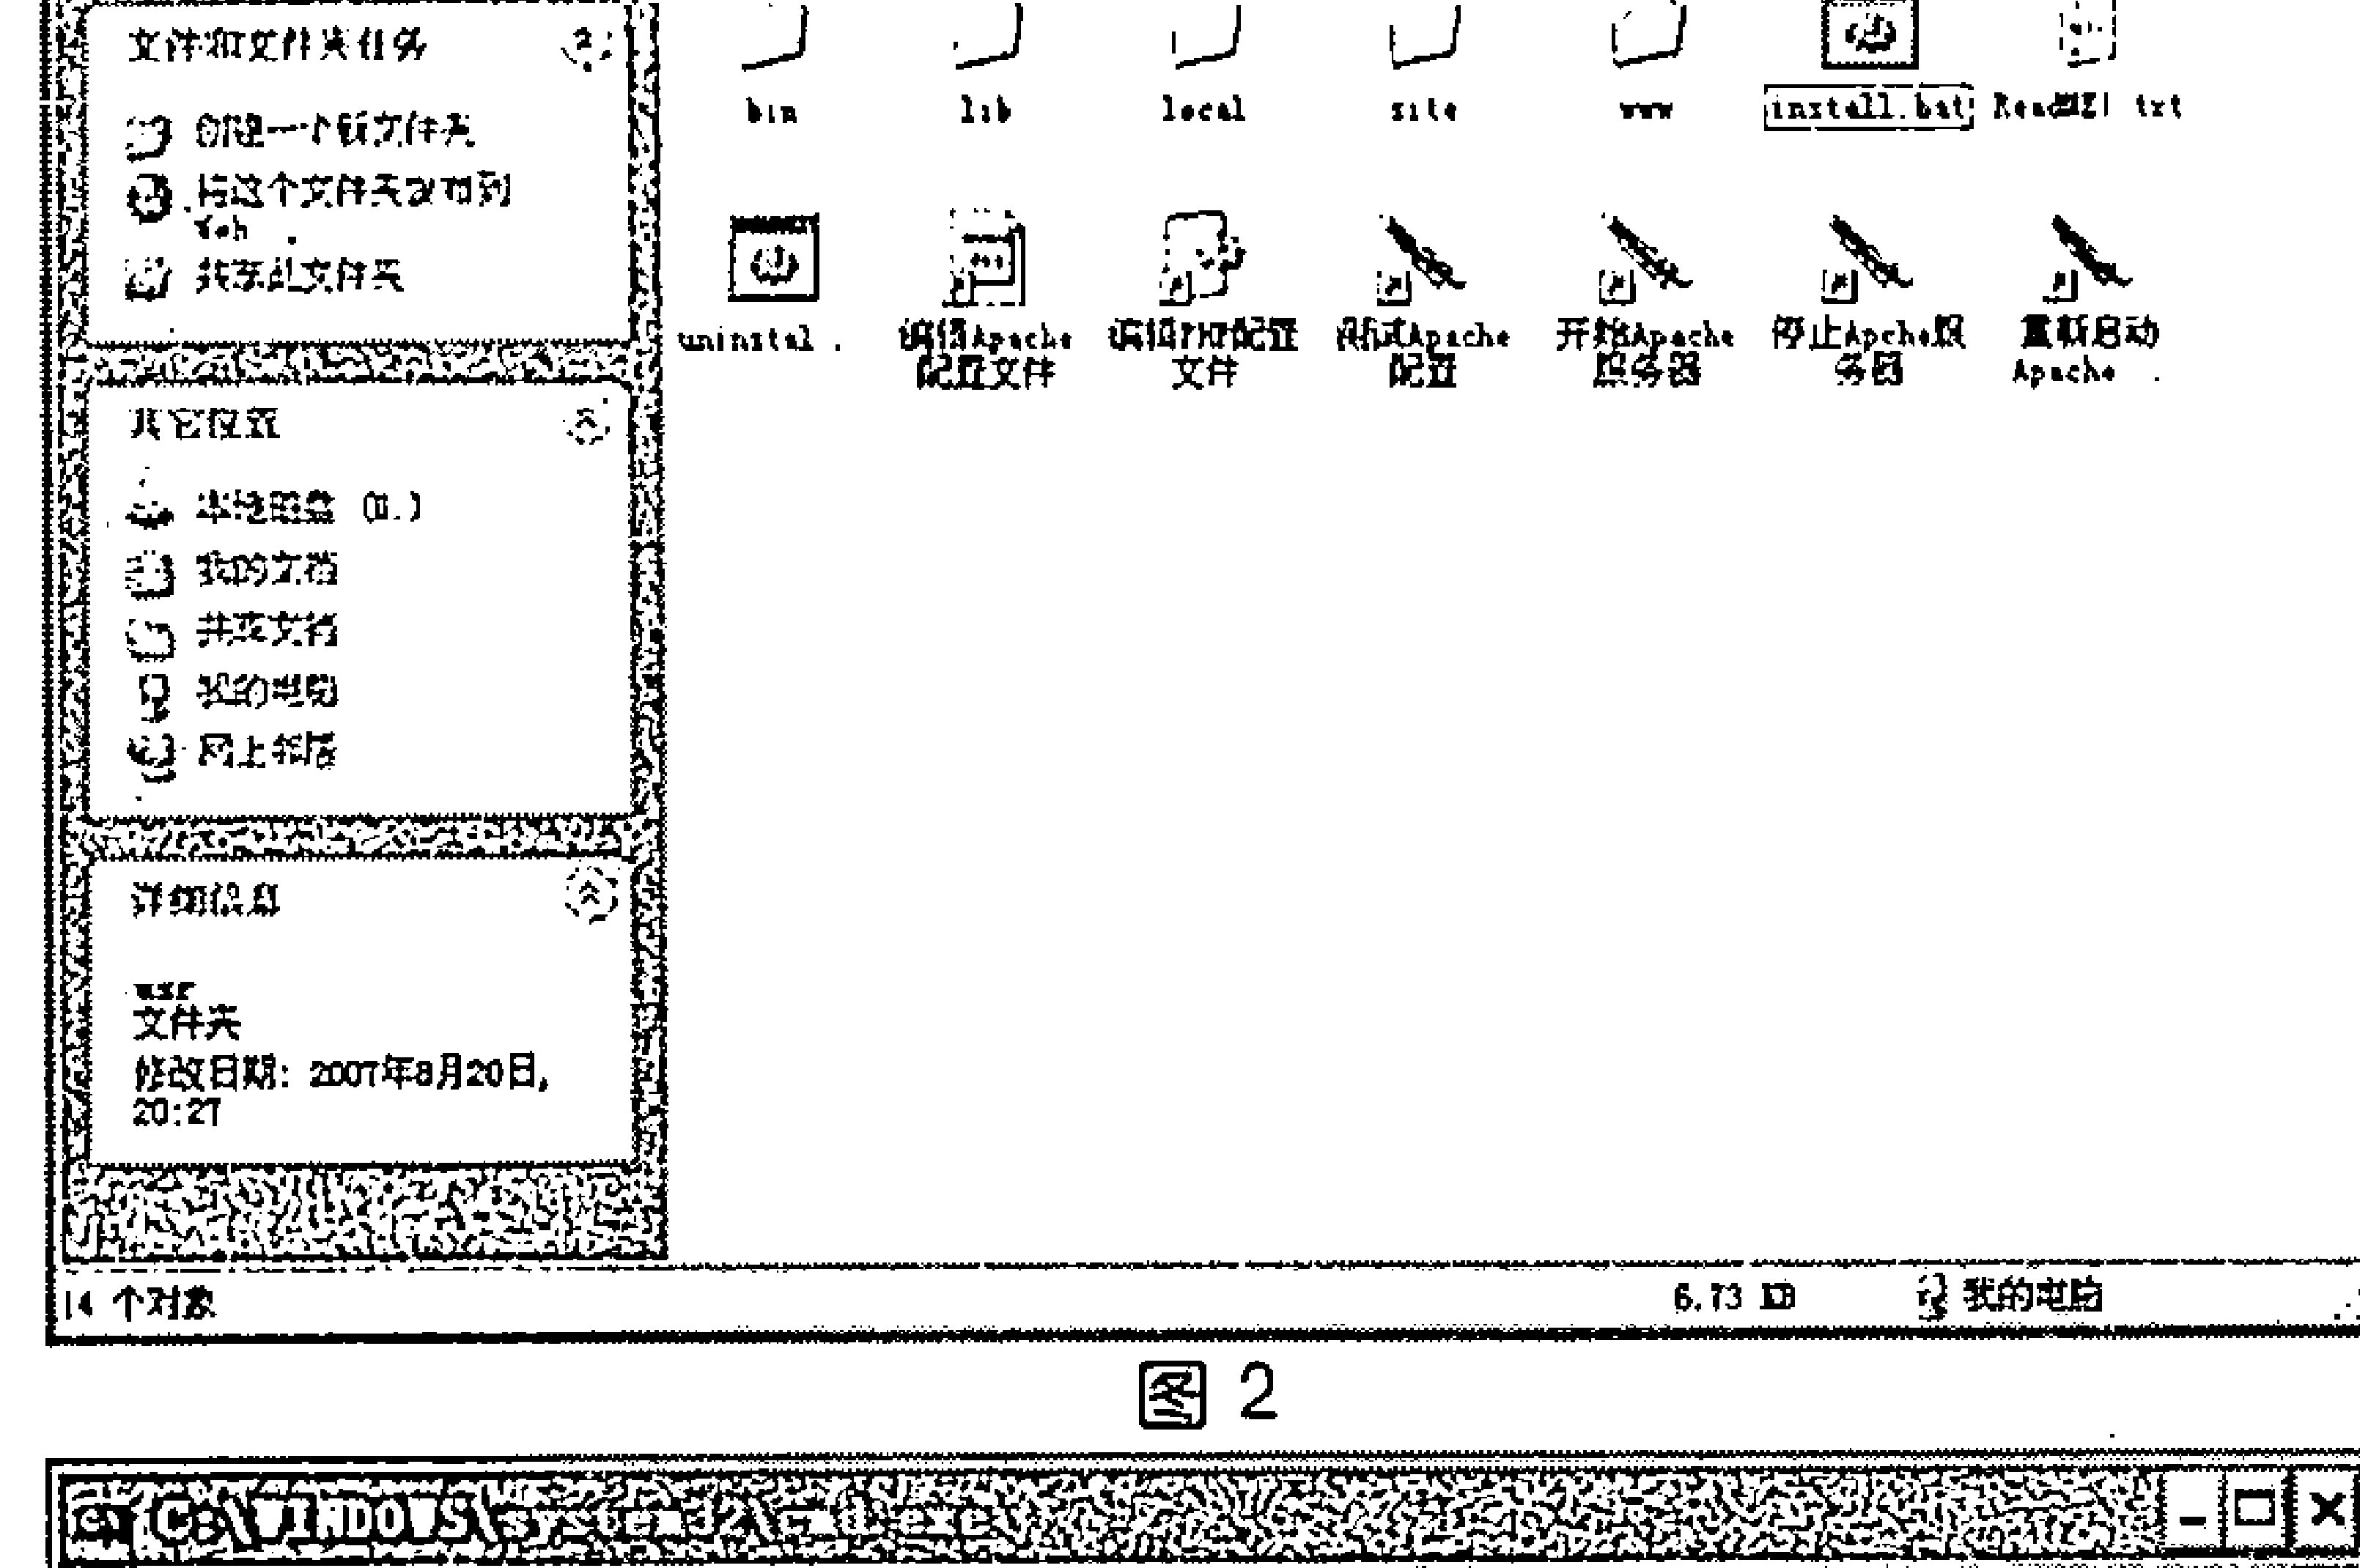 文件和文件夹任务
创建一个新文件夹
将这个文件夹发布到
Web
共享此文件夹
其它位置
本地磁盘
我的文档
共享文档
我的电脑
网上邻居
详细信息
usr
文件夹
修改日期: 2007年8月20日,
20:27
bin lib local site www install.bat
uninstal.
编辑Apache
配置文件
编辑PHP配置
文件
测试Apache
配置
开始Apache
服务器
停止Apche服
务器
重新启动
Apache
14 个对象
6.73 KB
我的电脑
图 2
C:\WINDOWS\system32\cmd.exe